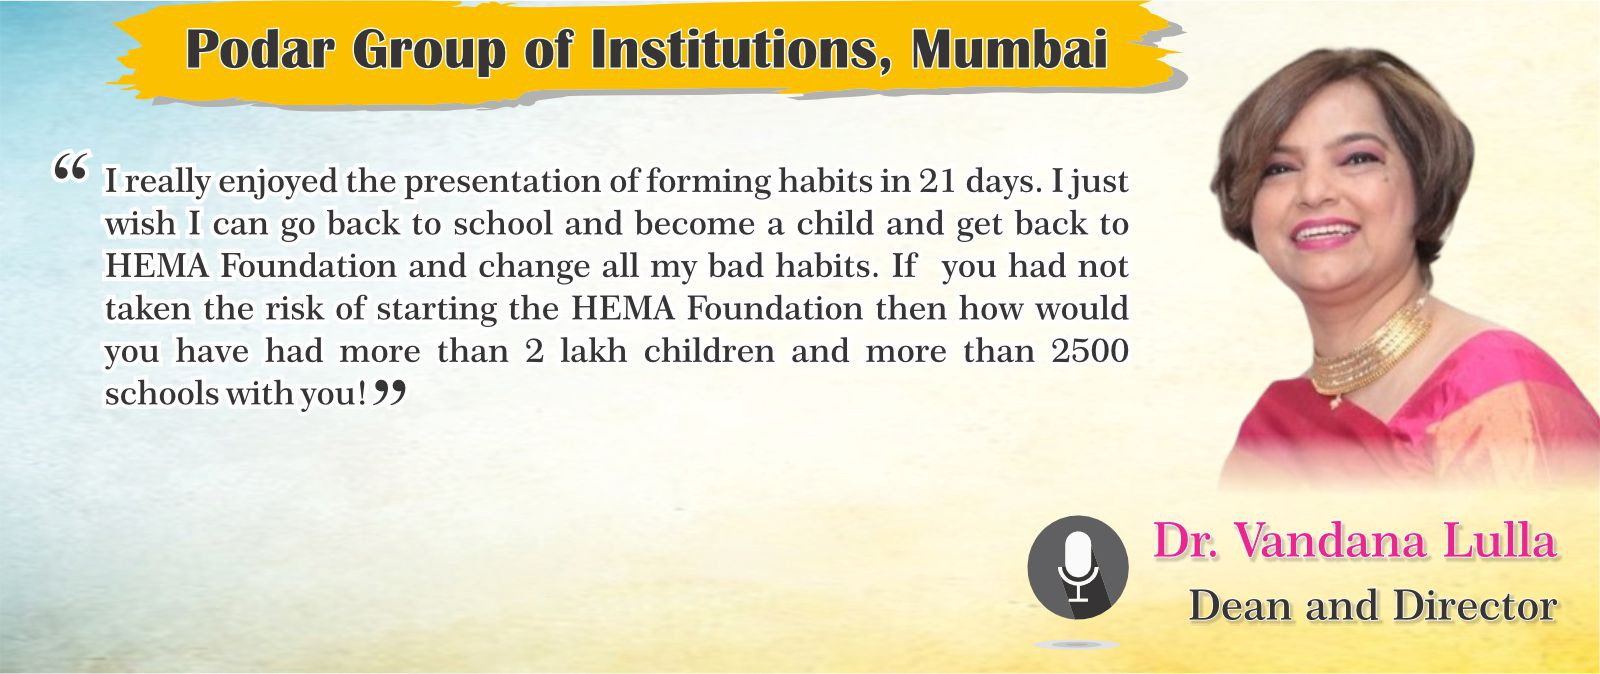 Podar Group of Institutions, Mumbai
“ I really enjoyed the presentation of forming habits in 21 days. I just
wish I can go back to school and become a child and get back to
HEMA Foundation and change all my bad habits. If you had not
taken the risk of starting the HEMA Foundation then how would
you have had more than 2 lakh children and more than 2500
schools with you! ”
Dr. Vandana Lulla
Dean and Director